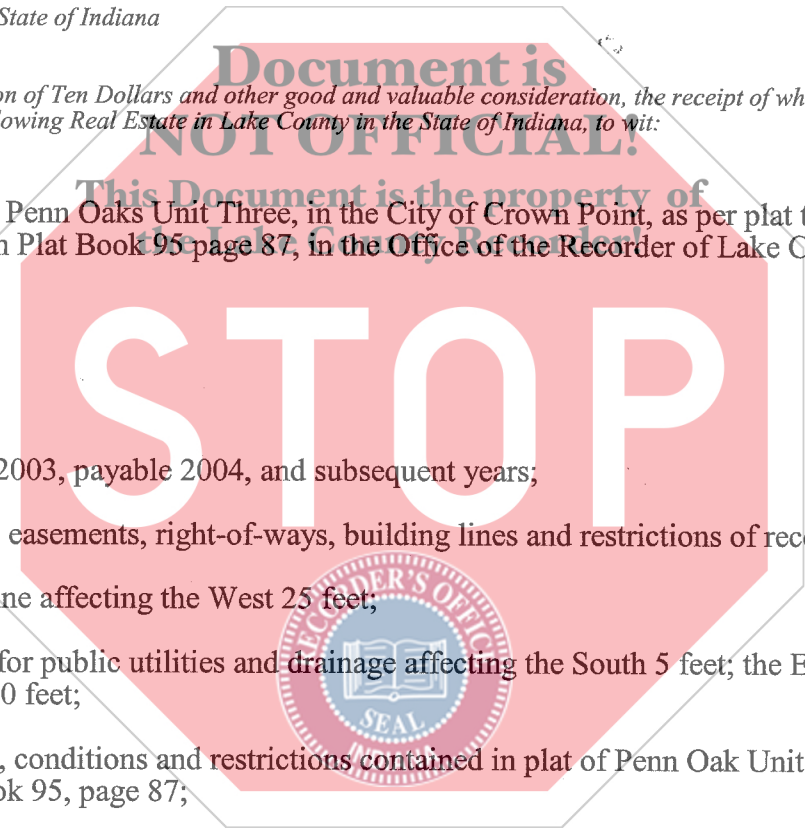 State of Indiana
Document is
on of Ten Dollars and other good and valuable consideration, the receipt of wh
lowing Real Estate in Lake County in the State of Indiana, to wit:
NOT OFFICIAL!
This Document is the property of
Penn Oaks Unit Three, in the City of Crown Point, as per plat t
n Plat Book 95 page 87, in the Office of the Recorder of Lake C
the Lake County Recorder!
STOP
2003, payable 2004, and subsequent years;
easements, right-of-ways, building lines and restrictions of reco
ne affecting the West 25 feet;
RECORDER'S OFFICE
for public utilities and drainage affecting the South 5 feet; the E
0 feet;
SEAL
INDIANA
, conditions and restrictions contained in plat of Penn Oak Unit
ok 95, page 87;